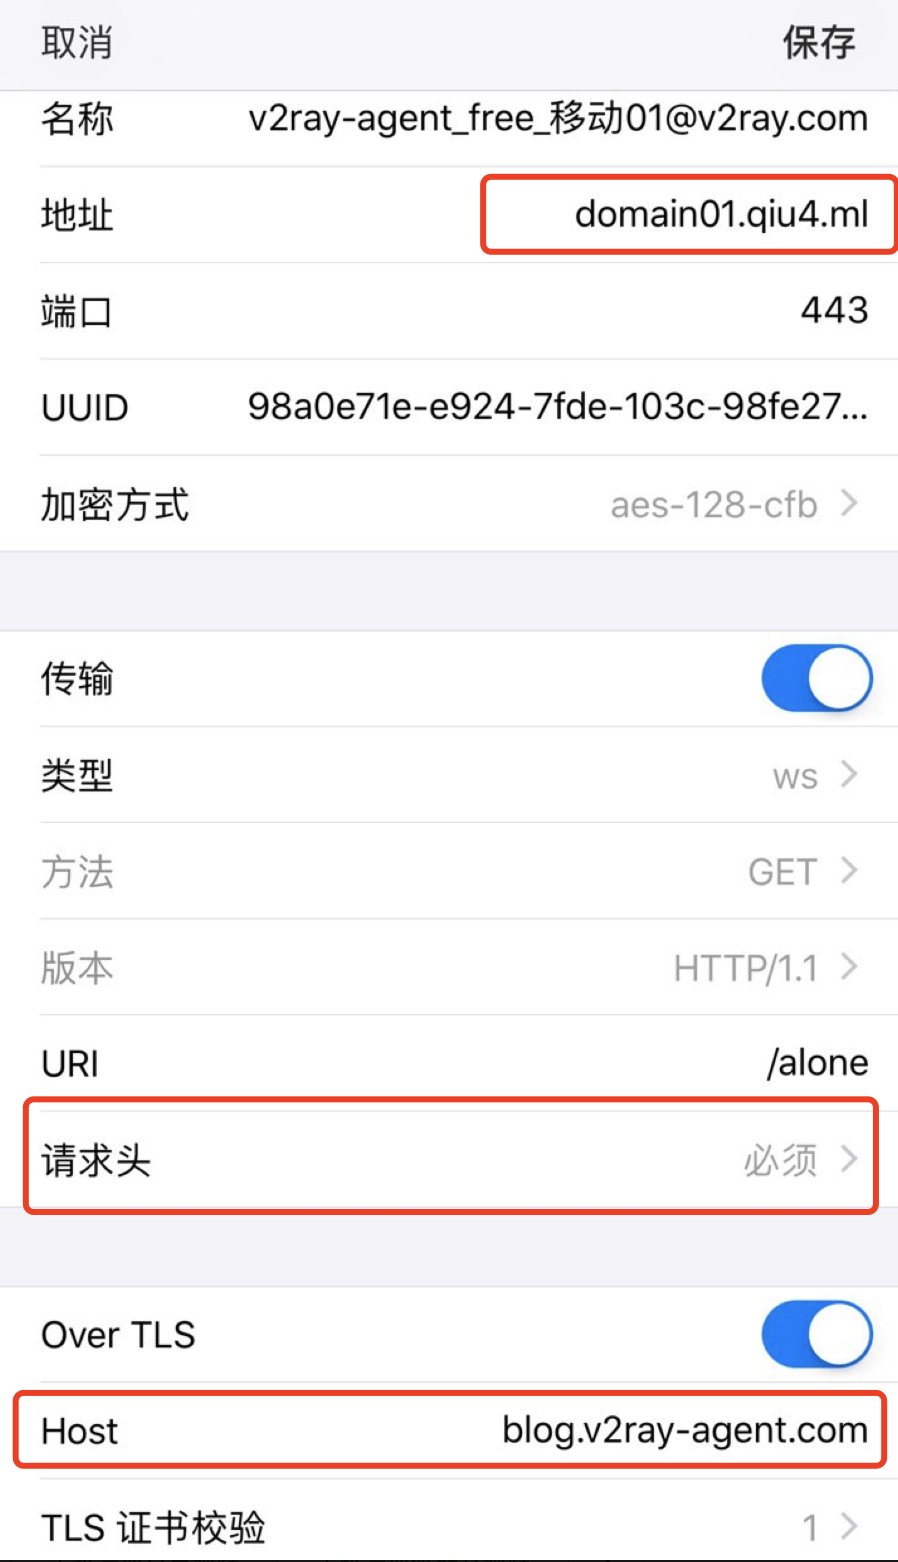 取消 保存
名称 v2ray-agent_free_移动01@v2ray.com
地址 domain01.qiu4.ml
端口 443
UUID 98a0e71e-e924-7fde-103c-98fe27...
加密方式 aes-128-cfb
传输
类型 ws
方法 GET
版本 HTTP/1.1
URI /alone
请求头 必须
Over TLS
Host blog.v2ray-agent.com
TLS 证书校验 1